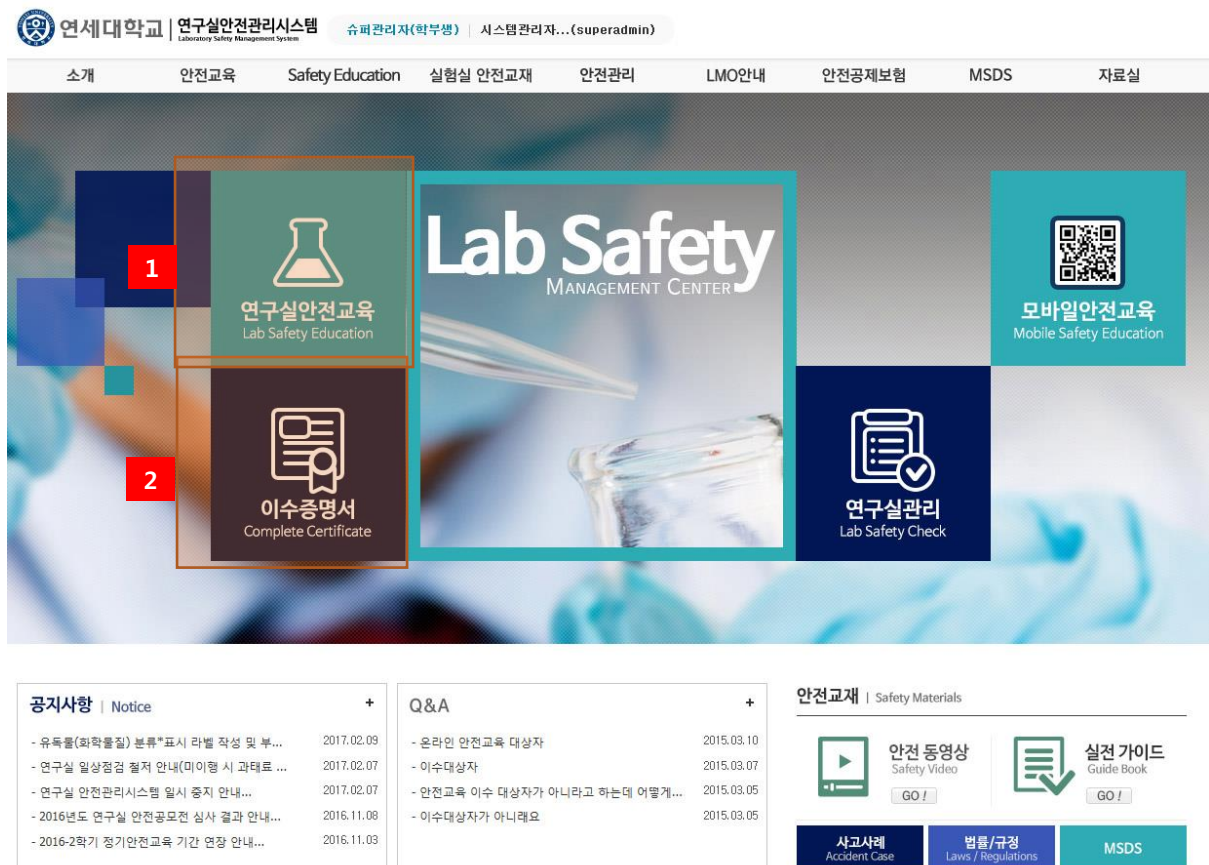 연세대학교 | 연구실안전관리시스템
Laboratory Safety Management System
슈퍼관리자(학부생) | 시스템관리자...(superadmin)
소개 안전교육 Safety Education 실험실 안전교재 안전관리 LMO안내 안전공제보험 MSDS 자료실
1
연구실안전교육
Lab Safety Education
2
이수증명서
Complete Certificate
Lab Safety
MANAGEMENT CENTER
모바일안전교육
Mobile Safety Education
연구실관리
Lab Safety Check
공지사항 | Notice +
- 유독물(화학물질) 분류*표시 라벨 작성 및 부... 2017.02.09
- 연구실 일상점검 철저 안내(미이행 시 과태료 ... 2017.02.07
- 연구실 안전관리시스템 일시 중지 안내... 2017.02.07
- 2016년도 연구실 안전공모전 심사 결과 안내... 2016.11.08
- 2016-2학기 정기안전교육 기간 연장 안내... 2016.11.03
Q&A +
- 온라인 안전교육 대상자 2015.03.10
- 이수대상자 2015.03.07
- 안전교육 이수 대상자가 아니라고 하는데 어떻게... 2015.03.05
- 이수대상자가 아니래요 2015.03.05
안전교재 | Safety Materials
안전 동영상
Safety Video
GO !
실전 가이드
Guide Book
GO !
사고사례
Accident Case
법률/규정
Laws / Regulations
MSDS